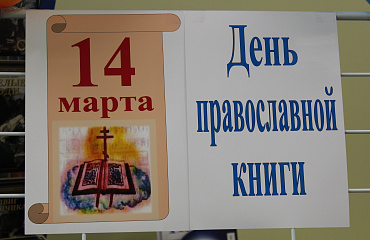 14
марта
День
православной
книги